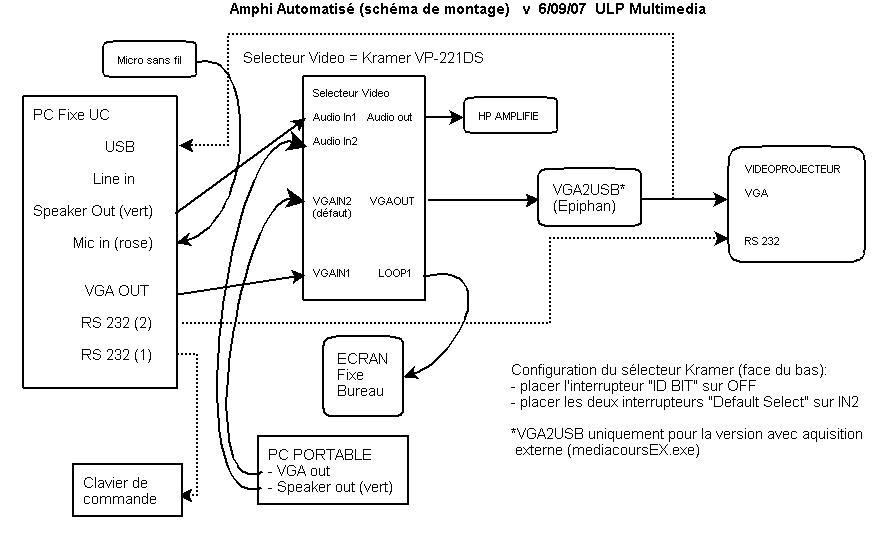 Amphi Automatisé (schéma de montage) v 6/09/07 ULP Multimedia
Micro sans fil
Selecteur Video = Kramer VP-221DS
PC Fixe UC
USB
Line in
Speaker Out (vert)
Mic in (rose)
VGA OUT
RS 232 (2)
RS 232 (1)
Selecteur Video
Audio In1 Audio out
Audio In2
VGAIN2 VGAOUT
(défaut)
VGAIN1 LOOP1
HP AMPLIFIE
VGA2USB*
(Epiphan)
VIDEOPROJECTEUR
VGA
RS 232
ECRAN
Fixe
Bureau
Configuration du sélecteur Kramer (face du bas):
- placer l'interrupteur "ID BIT" sur OFF
- placer les deux interrupteurs "Default Select" sur IN2
*VGA2USB uniquement pour la version avec aquisition
externe (mediacoursEX.exe)
PC PORTABLE
- VGA out
- Speaker out (vert)
Clavier de
commande